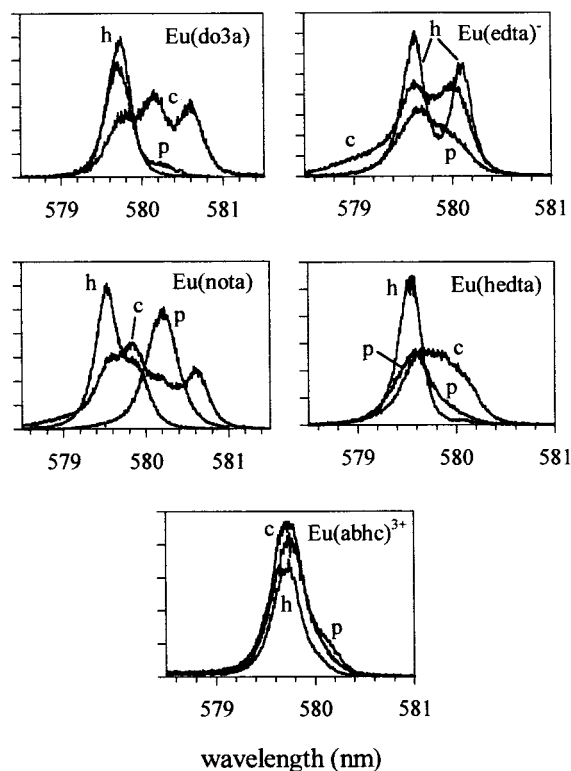 Eu(do3a)
h
c
p
579 580 581
Eu(edta)⁻
h
c
p
579 580 581
Eu(nota)
h
c
p
579 580 581
Eu(hedta)
h
p
c
p
579 580 581
Eu(abhc)³⁺
c
h
p
579 580 581
wavelength (nm)